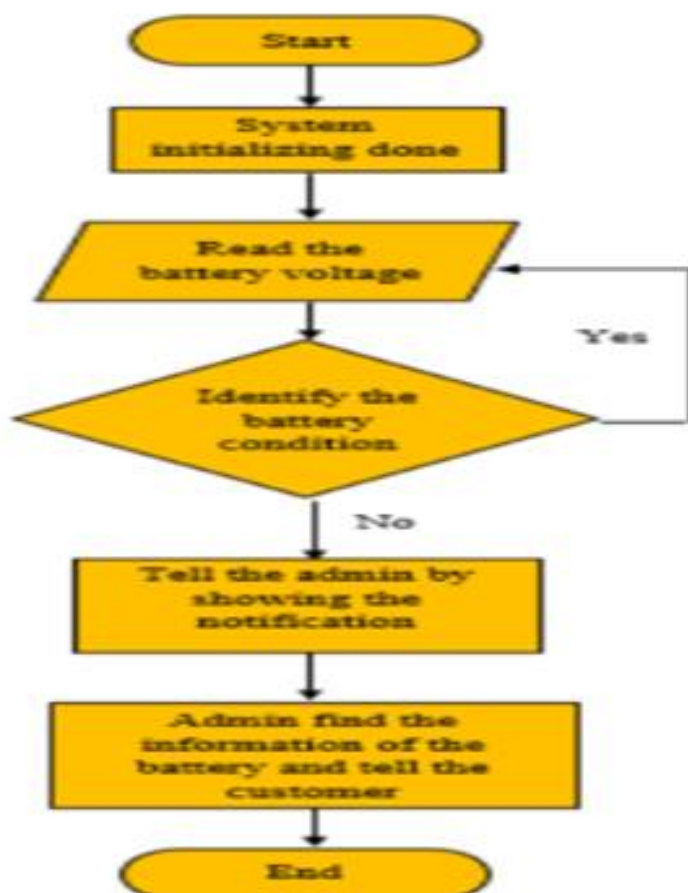 Start
System
initializing done
Read the
battery voltage
Yes
Identify the
battery
condition
No
Tell the admin by
showing the
notification
Admin find the
information of the
battery and tell the
customer
End